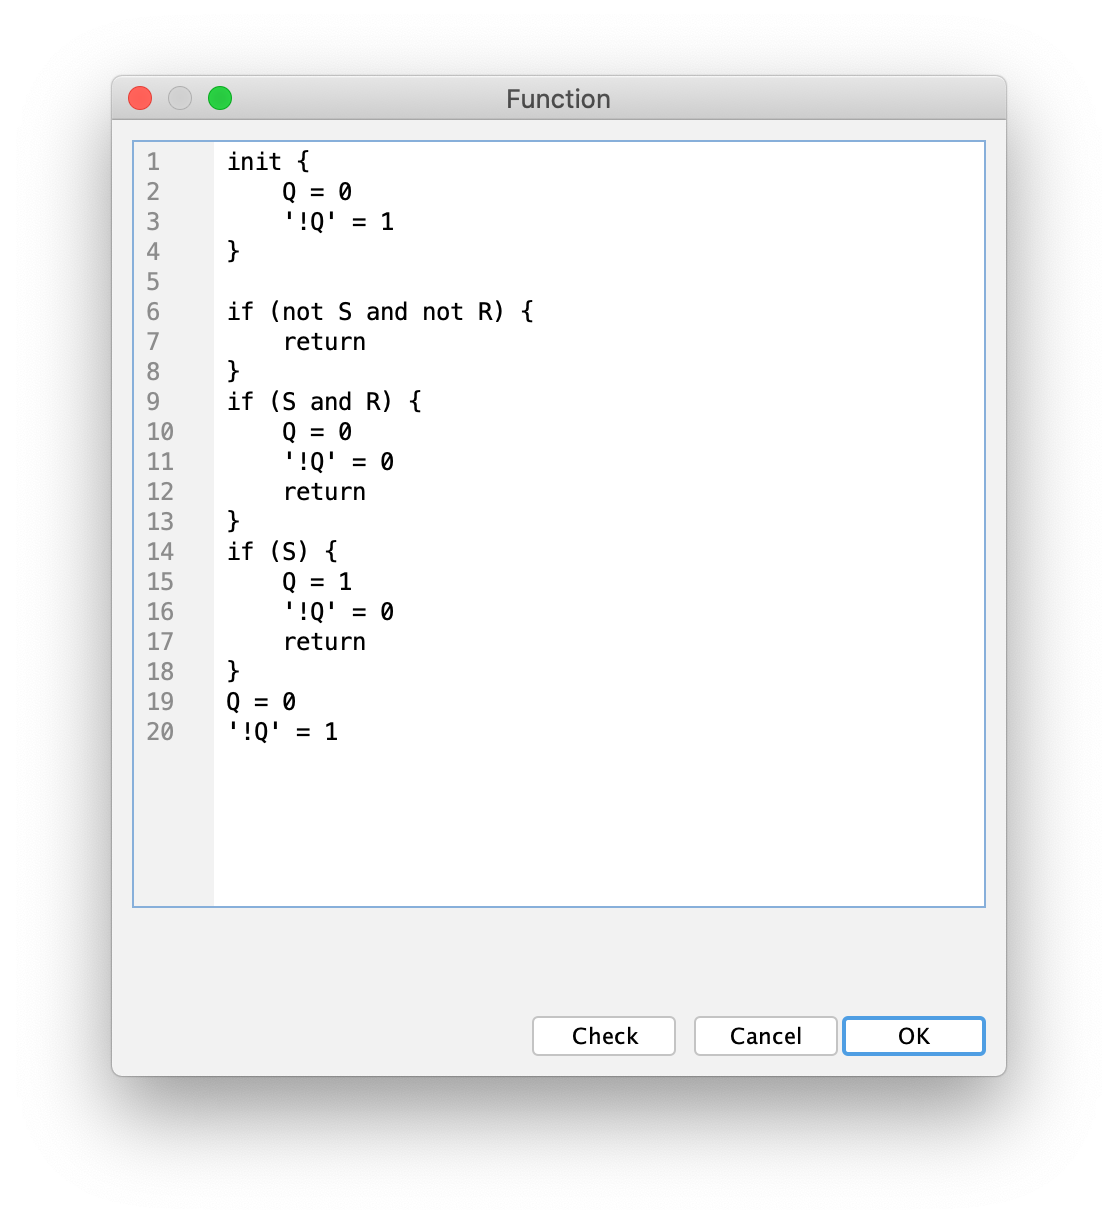 Function
1 init {
2     Q = 0
3     '!Q' = 1
4 }
5
6 if (not S and not R) {
7     return
8 }
9 if (S and R) {
10     Q = 0
11     '!Q' = 0
12     return
13 }
14 if (S) {
15     Q = 1
16     '!Q' = 0
17     return
18 }
19 Q = 0
20 '!Q' = 1
Check Cancel OK